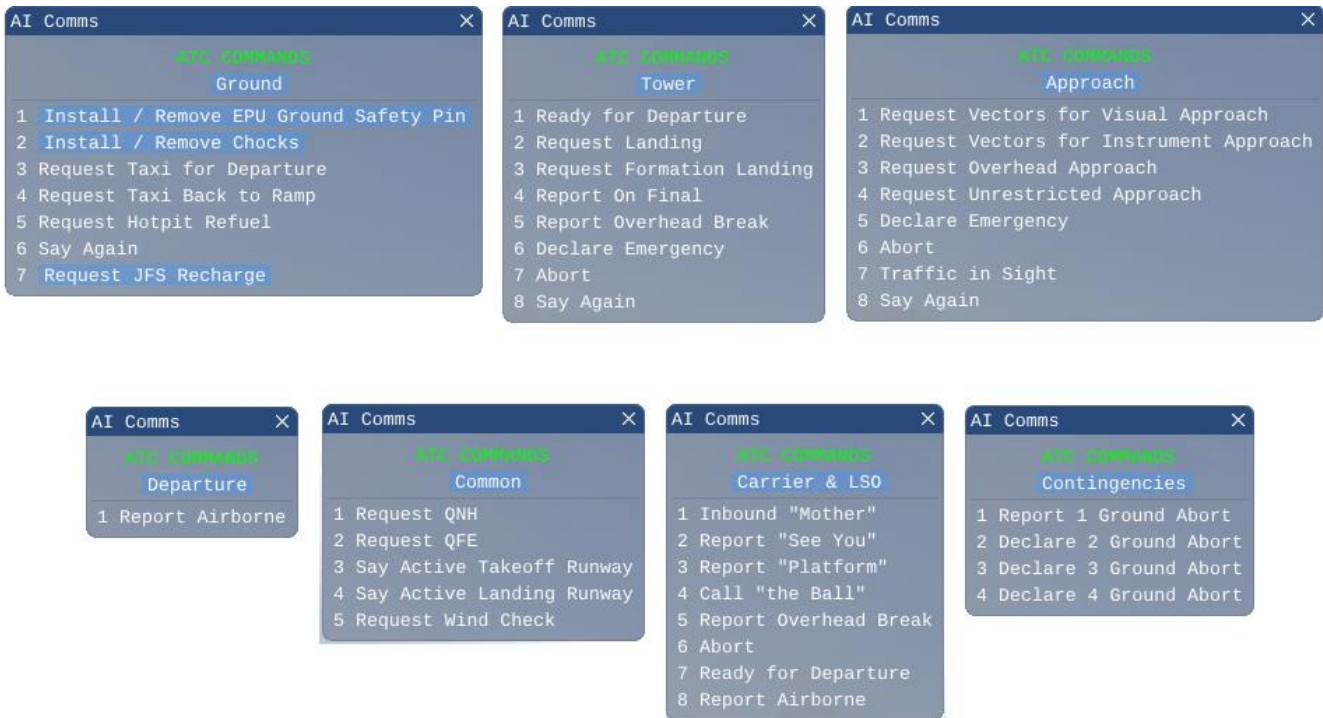 AI Comms X
ATC COMMANDS
Ground
1 Install / Remove EPU Ground Safety Pin
2 Install / Remove Chocks
3 Request Taxi for Departure
4 Request Taxi Back to Ramp
5 Request Hotpit Refuel
6 Say Again
7 Request JFS Recharge
AI Comms X
ATC COMMANDS
Tower
1 Ready for Departure
2 Request Landing
3 Request Formation Landing
4 Report On Final
5 Report Overhead Break
6 Declare Emergency
7 Abort
8 Say Again
AI Comms X
ATC COMMANDS
Approach
1 Request Vectors for Visual Approach
2 Request Vectors for Instrument Approach
3 Request Overhead Approach
4 Request Unrestricted Approach
5 Declare Emergency
6 Abort
7 Traffic in Sight
8 Say Again
AI Comms X
ATC COMMANDS
Departure
1 Report Airborne
AI Comms X
ATC COMMANDS
Common
1 Request QNH
2 Request QFE
3 Say Active Takeoff Runway
4 Say Active Landing Runway
5 Request Wind Check
AI Comms X
ATC COMMANDS
Carrier & LSO
1 Inbound "Mother"
2 Report "See You"
3 Report "Platform"
4 Call "the Ball"
5 Report Overhead Break
6 Abort
7 Ready for Departure
8 Report Airborne
AI Comms X
ATC COMMANDS
Contingencies
1 Report 1 Ground Abort
2 Declare 2 Ground Abort
3 Declare 3 Ground Abort
4 Declare 4 Ground Abort